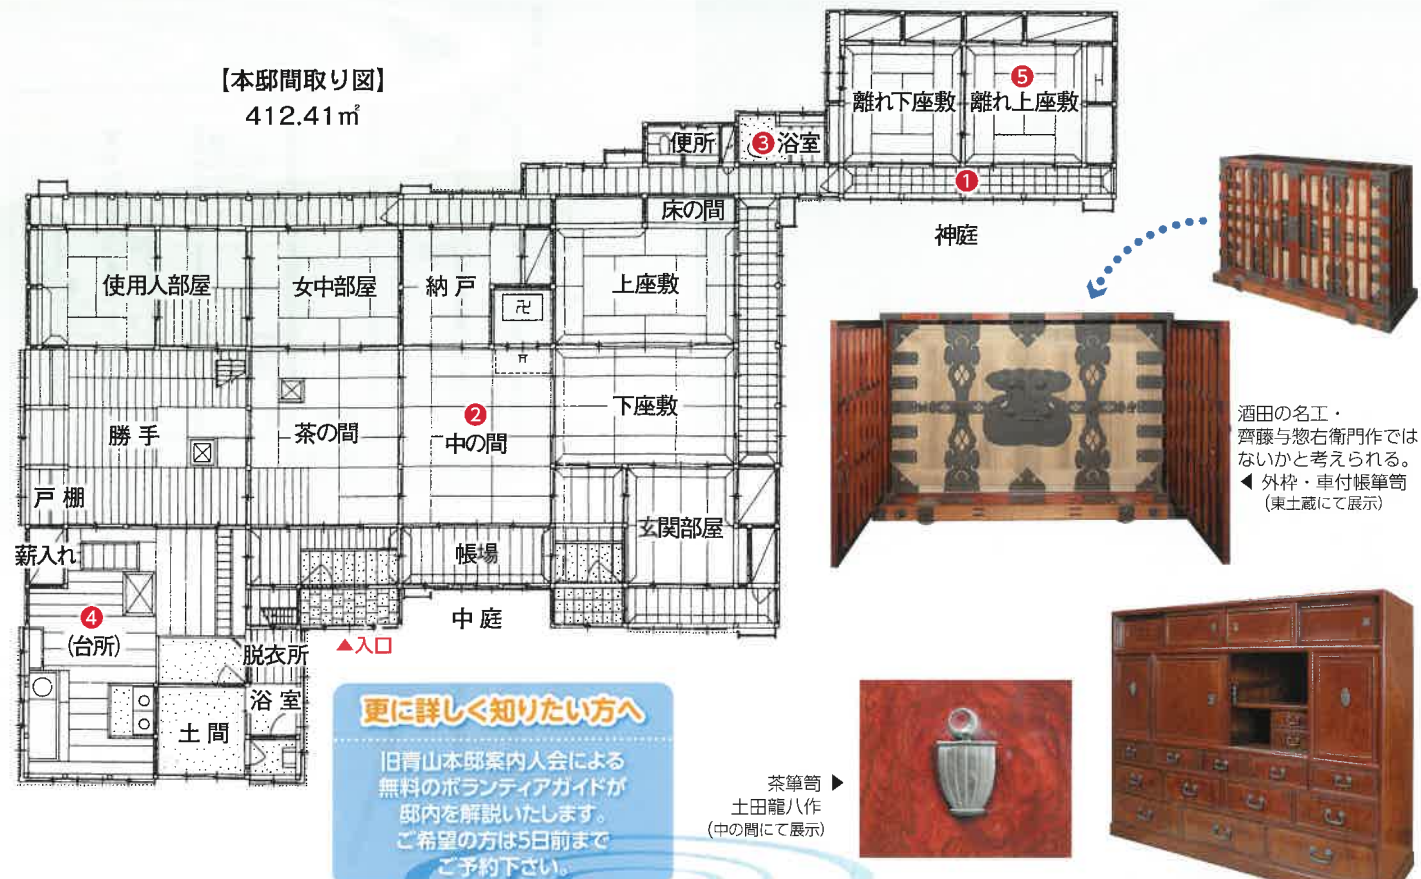 【本邸間取り図】
412.41㎡
離れ下座敷
❺
離れ上座敷
便所
❸浴室
❶
神庭
床の間
使用人部屋
女中部屋
納戸
卍
上座敷
勝手
茶の間
❷
中の間
下座敷
戸棚
薪入れ
帳場
玄関部屋
❹
(台所)
中庭
▲入口
脱衣所
浴室
土間
酒田の名工・
齊藤与惣右衛門作では
ないかと考えられる。
◀ 外枠・車付帳箪笥
(東土蔵にて展示)
更に詳しく知りたい方へ
旧青山本邸案内人会による
無料のボランティアガイドが
邸内を解説いたします。
ご希望の方は5日前まで
ご予約下さい。
茶箪笥 ▶
土田龍八作
(中の間にて展示)